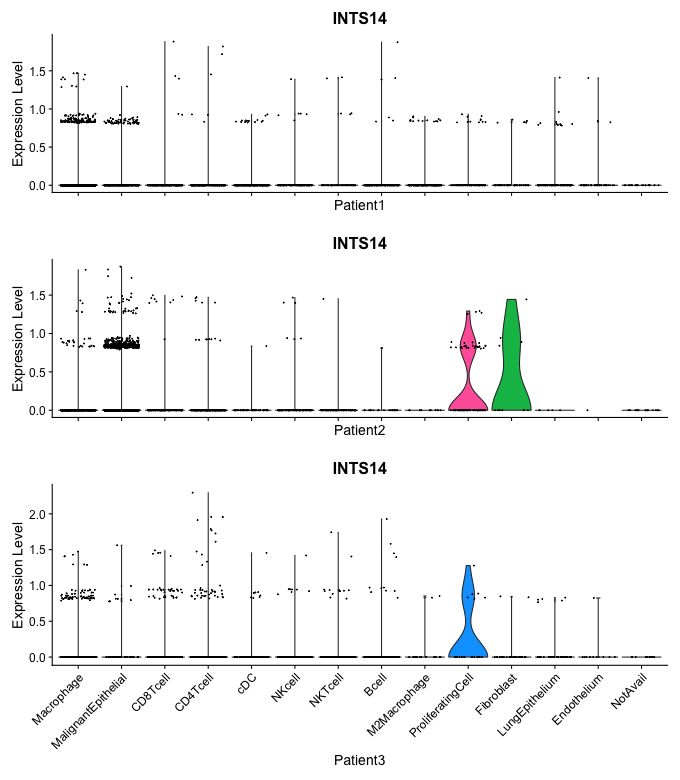 INTS14
Expression Level
1.5
1.0
0.5
0.0
Patient1
INTS14
Expression Level
1.5
1.0
0.5
0.0
Patient2
INTS14
Expression Level
2.0
1.5
1.0
0.5
0.0
Macrophage
MalignantEpithelial
CD8Tcell
CD4Tcell
cDC
NKcell
NKTcell
Bcell
M2Macrophage
ProliferatingCell
Fibroblast
LungEpithelium
Endothelium
NotAvail
Patient3